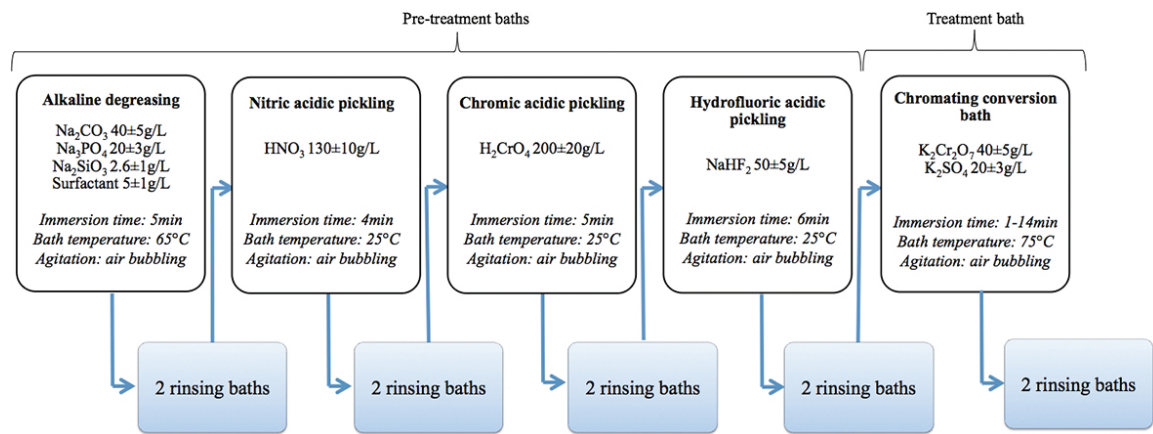 Pre-treatment baths
Treatment bath
Alkaline degreasing
Na₂CO₃ 40±5g/L
Na₃PO₄ 20±3g/L
Na₂SiO₃ 2.6±1g/L
Surfactant 5±1g/L
Immersion time: 5min
Bath temperature: 65°C
Agitation: air bubbling
Nitric acidic pickling
HNO₃ 130±10g/L
Immersion time: 4min
Bath temperature: 25°C
Agitation: air bubbling
Chromic acidic pickling
H₂CrO₄ 200±20g/L
Immersion time: 5min
Bath temperature: 25°C
Agitation: air bubbling
Hydrofluoric acidic
pickling
NaHF₂ 50±5g/L
Immersion time: 6min
Bath temperature: 25°C
Agitation: air bubbling
Chromating conversion
bath
K₂Cr₂O₇ 40±5g/L
K₂SO₄ 20±3g/L
Immersion time: 1-14min
Bath temperature: 75°C
Agitation: air bubbling
2 rinsing baths
2 rinsing baths
2 rinsing baths
2 rinsing baths
2 rinsing baths